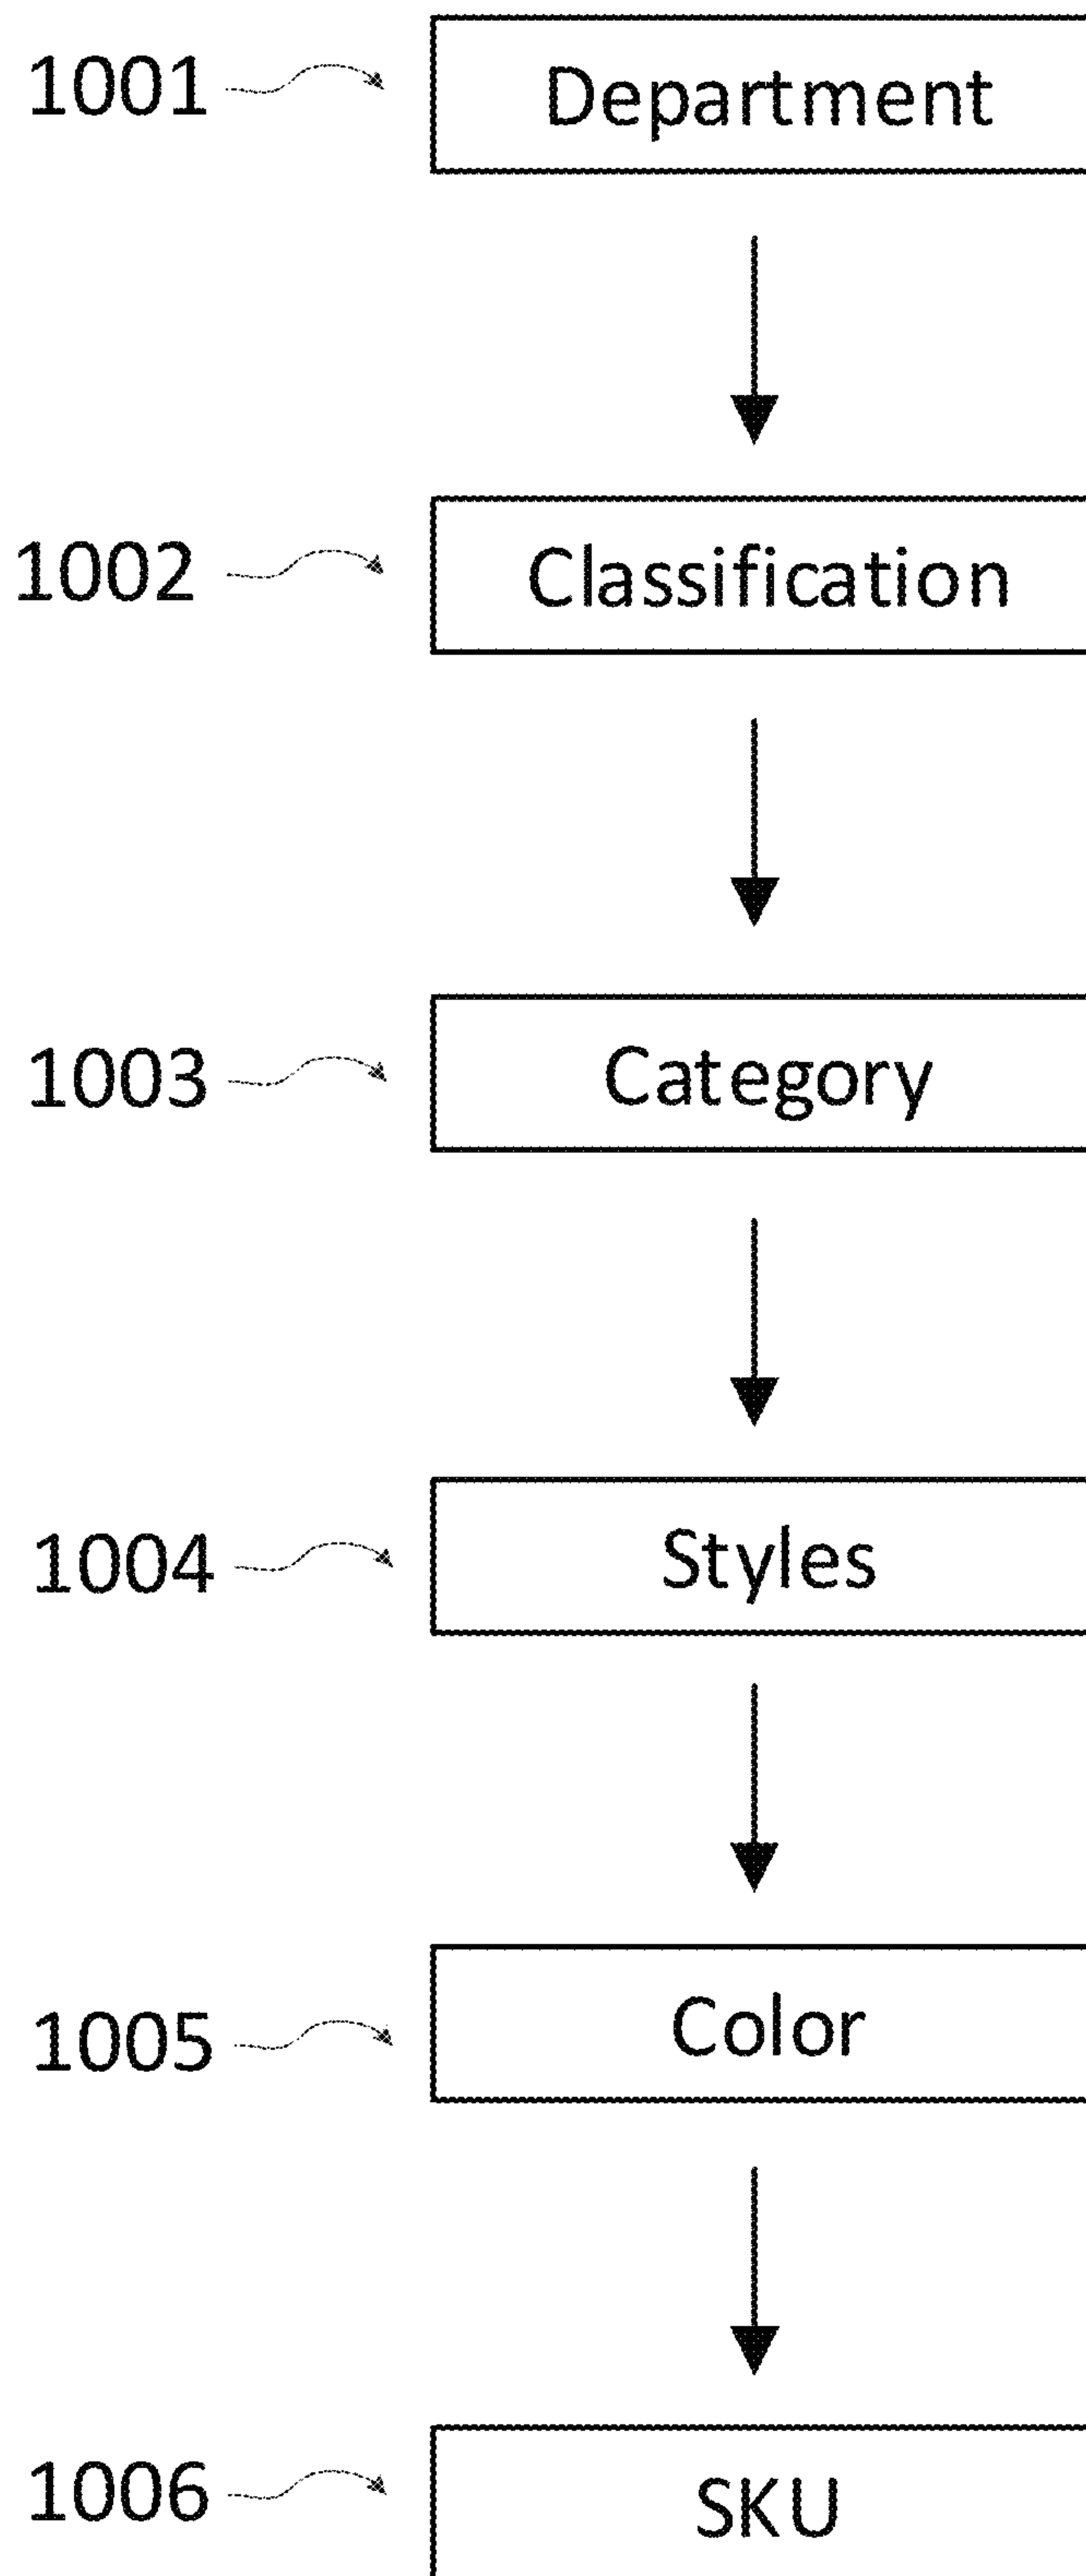 1001 Department
1002 Classification
1003 Category
1004 Styles
1005 Color
1006 SKU